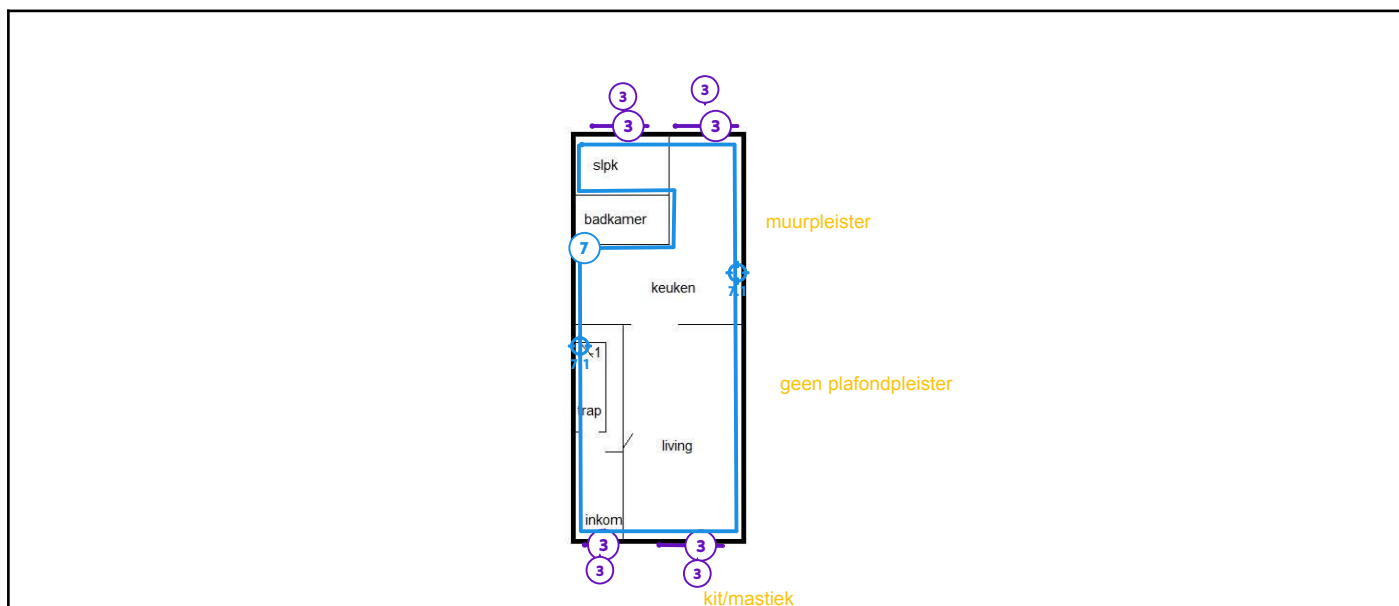 3
3
3
3
slpk
badkamer
muurpleister
7
keuken
7.1
-1
7.1
geen plafondpleister
trap
living
inkom
3
3
3
3
kit/mastiek